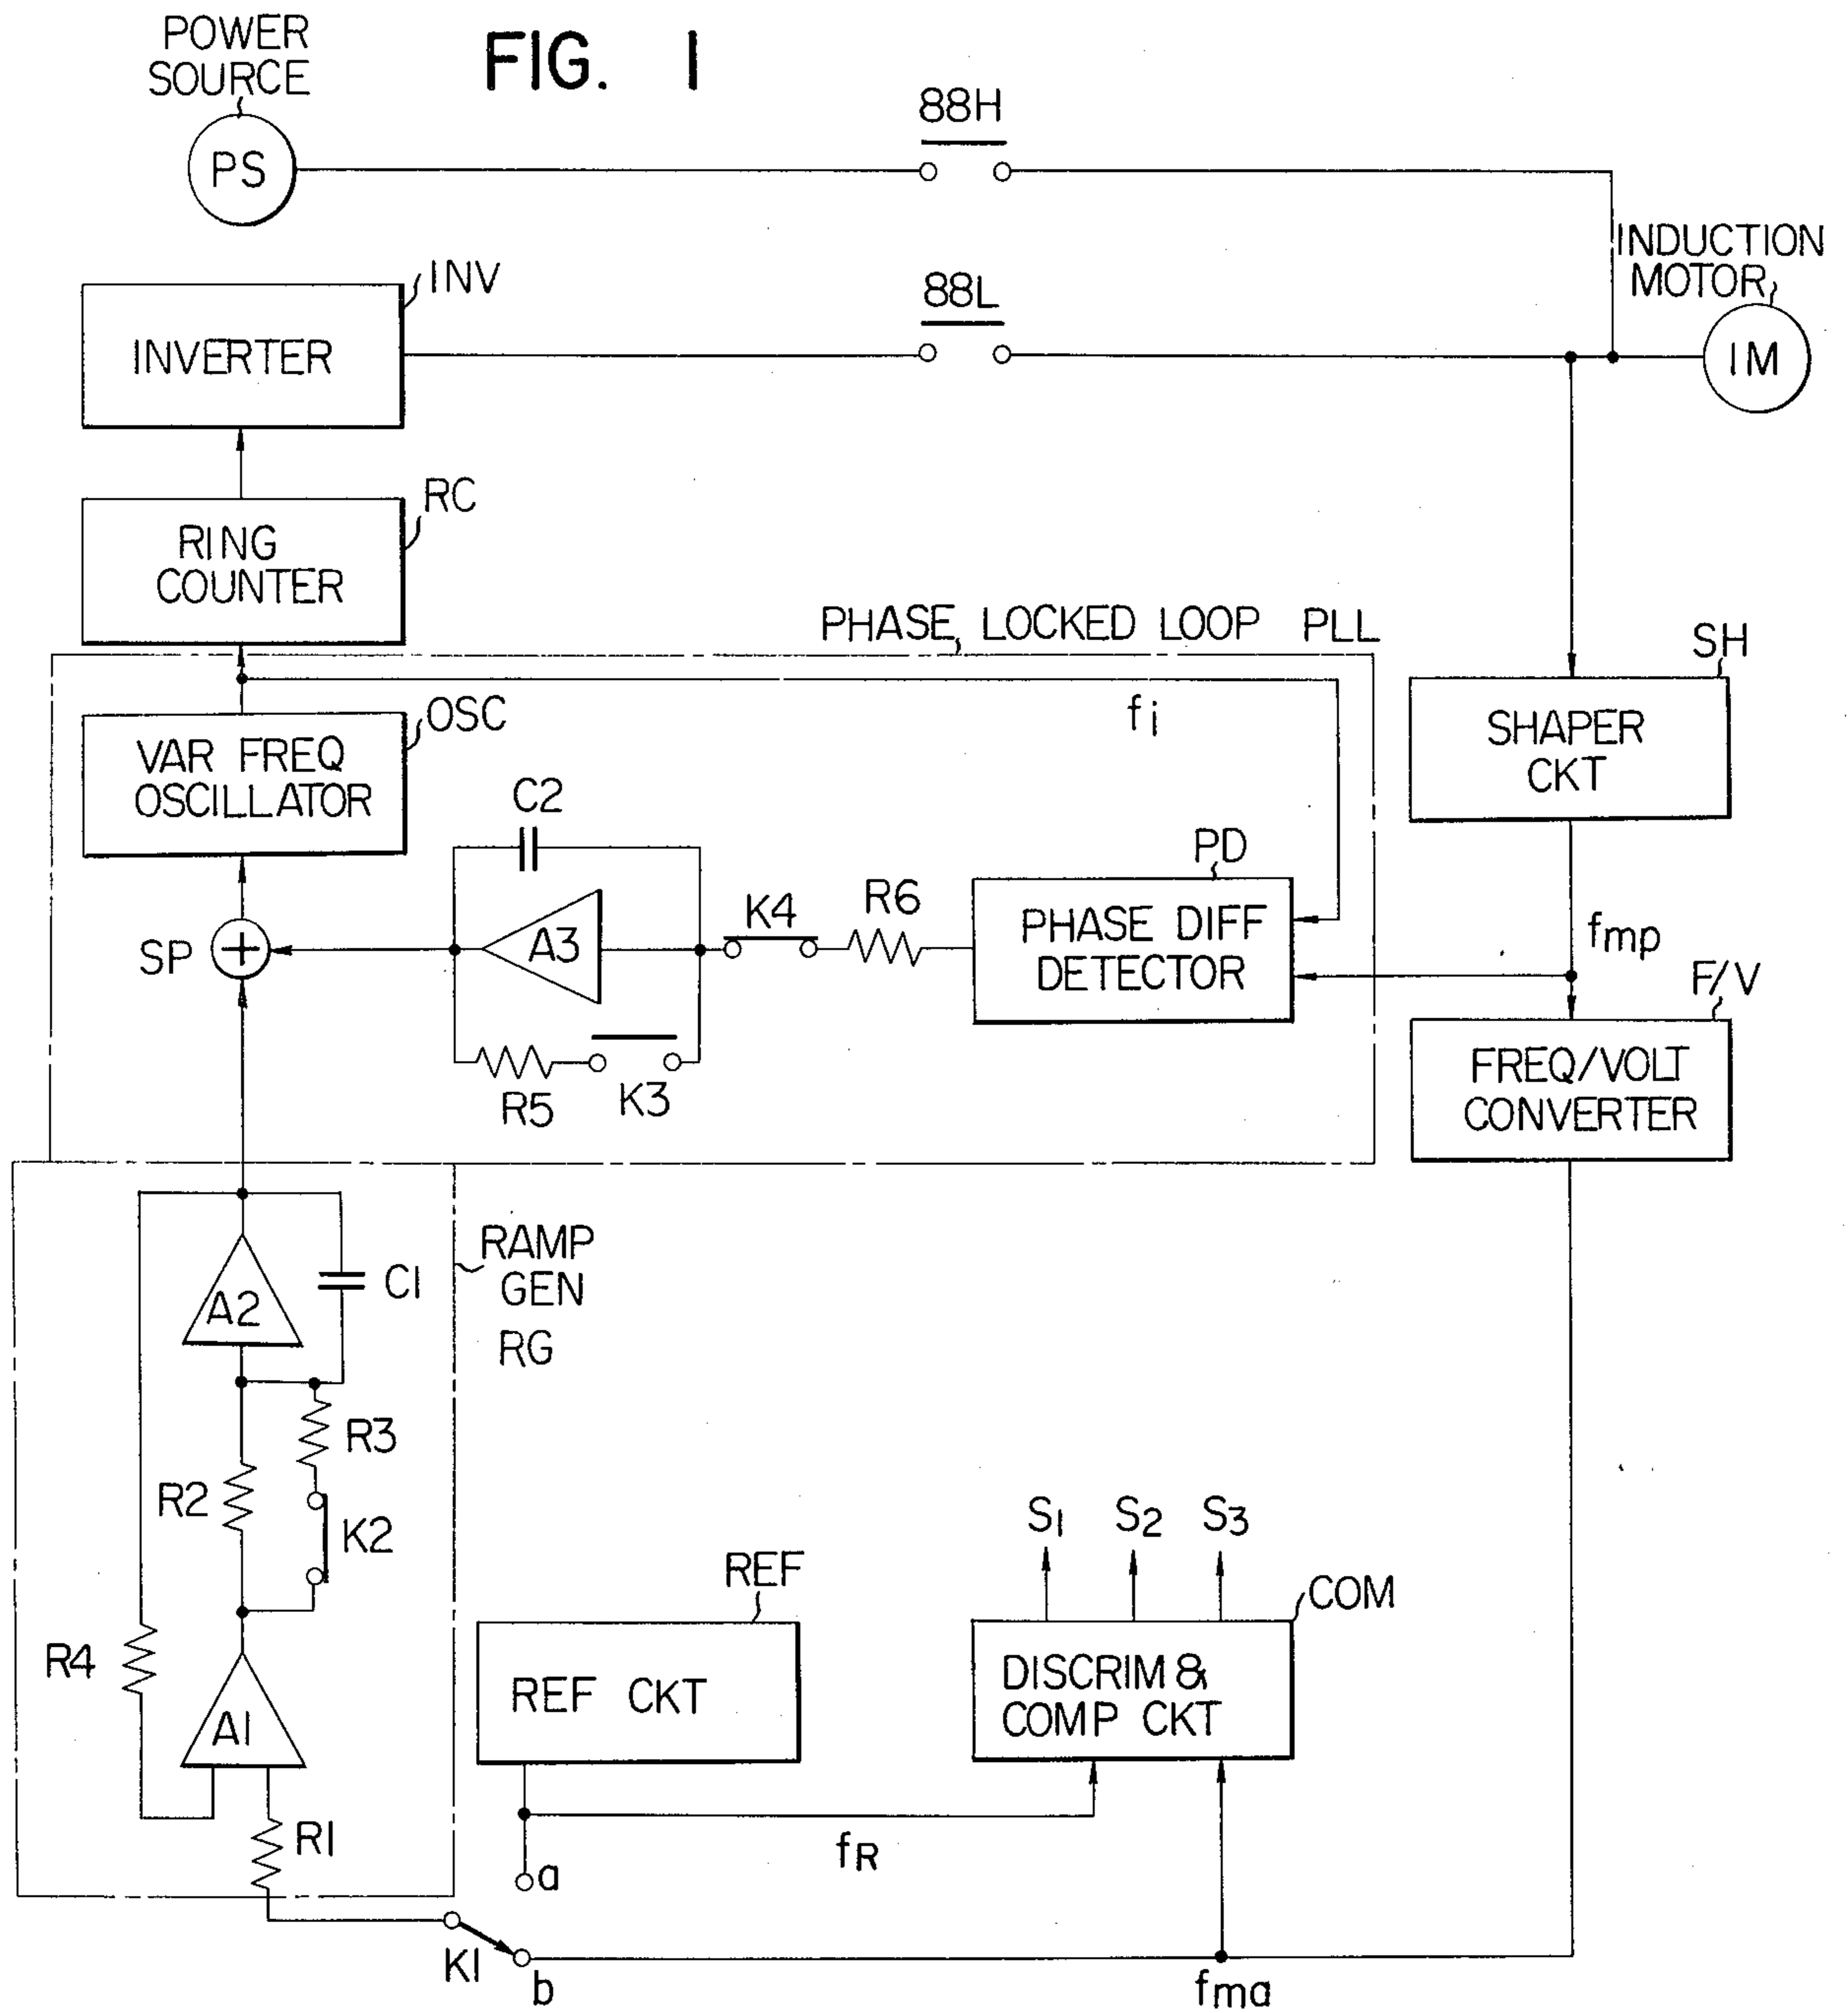 POWER
SOURCE
FIG. 1
PS
88H
INDUCTION
MOTOR
INV
88L
INVERTER
IM
RC
RING
COUNTER
PHASE LOCKED LOOP PLL
SH
OSC
fi
SHAPER
CKT
VAR FREQ
OSCILLATOR
C2
PD
K4
R6
PHASE DIFF
DETECTOR
fmp
SP
+
A3
F/V
R5
K3
FREQ/VOLT
CONVERTER
RAMP
GEN
RG
A2
C1
R3
R2
K2
S1
S2
S3
REF
COM
R4
REF CKT
DISCRIM &
COMP CKT
A1
R1
fR
a
K1
b
fma